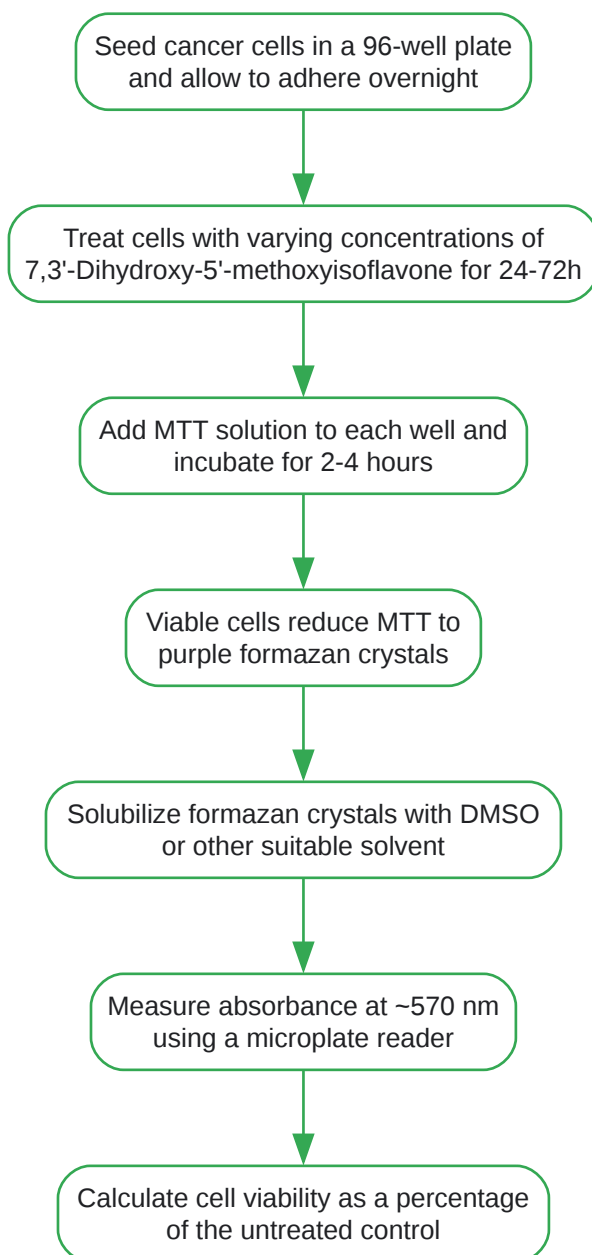 Seed cancer cells in a 96-well plate
and allow to adhere overnight
Treat cells with varying concentrations of
7,3'-Dihydroxy-5'-methoxyisoflavone for 24-72h
Add MTT solution to each well and
incubate for 2-4 hours
Viable cells reduce MTT to
purple formazan crystals
Solubilize formazan crystals with DMSO
or other suitable solvent
Measure absorbance at ~570 nm
using a microplate reader
Calculate cell viability as a percentage
of the untreated control